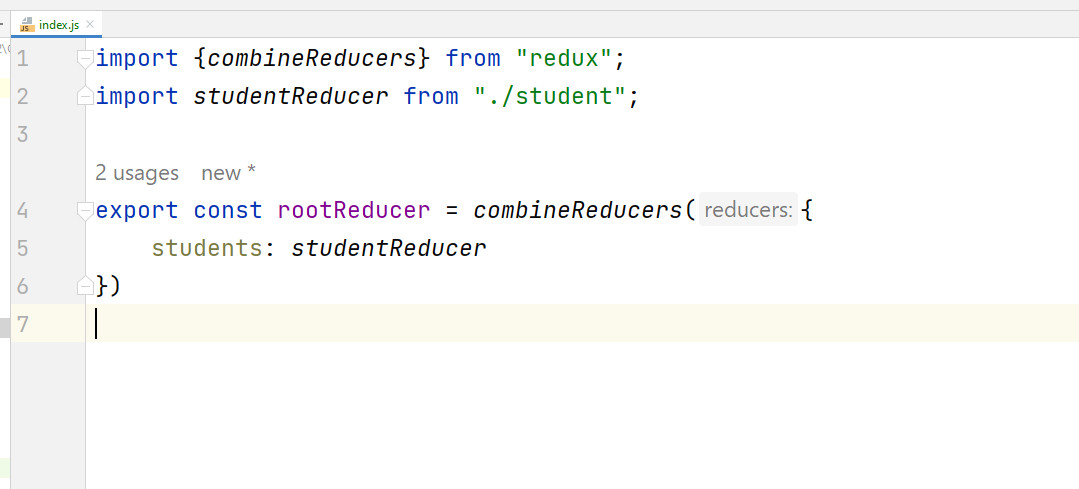 index.js
1 import {combineReducers} from "redux";
2 import studentReducer from "./student";
3
2 usages new *
4 export const rootReducer = combineReducers( reducers: {
5     students: studentReducer
6 })
7